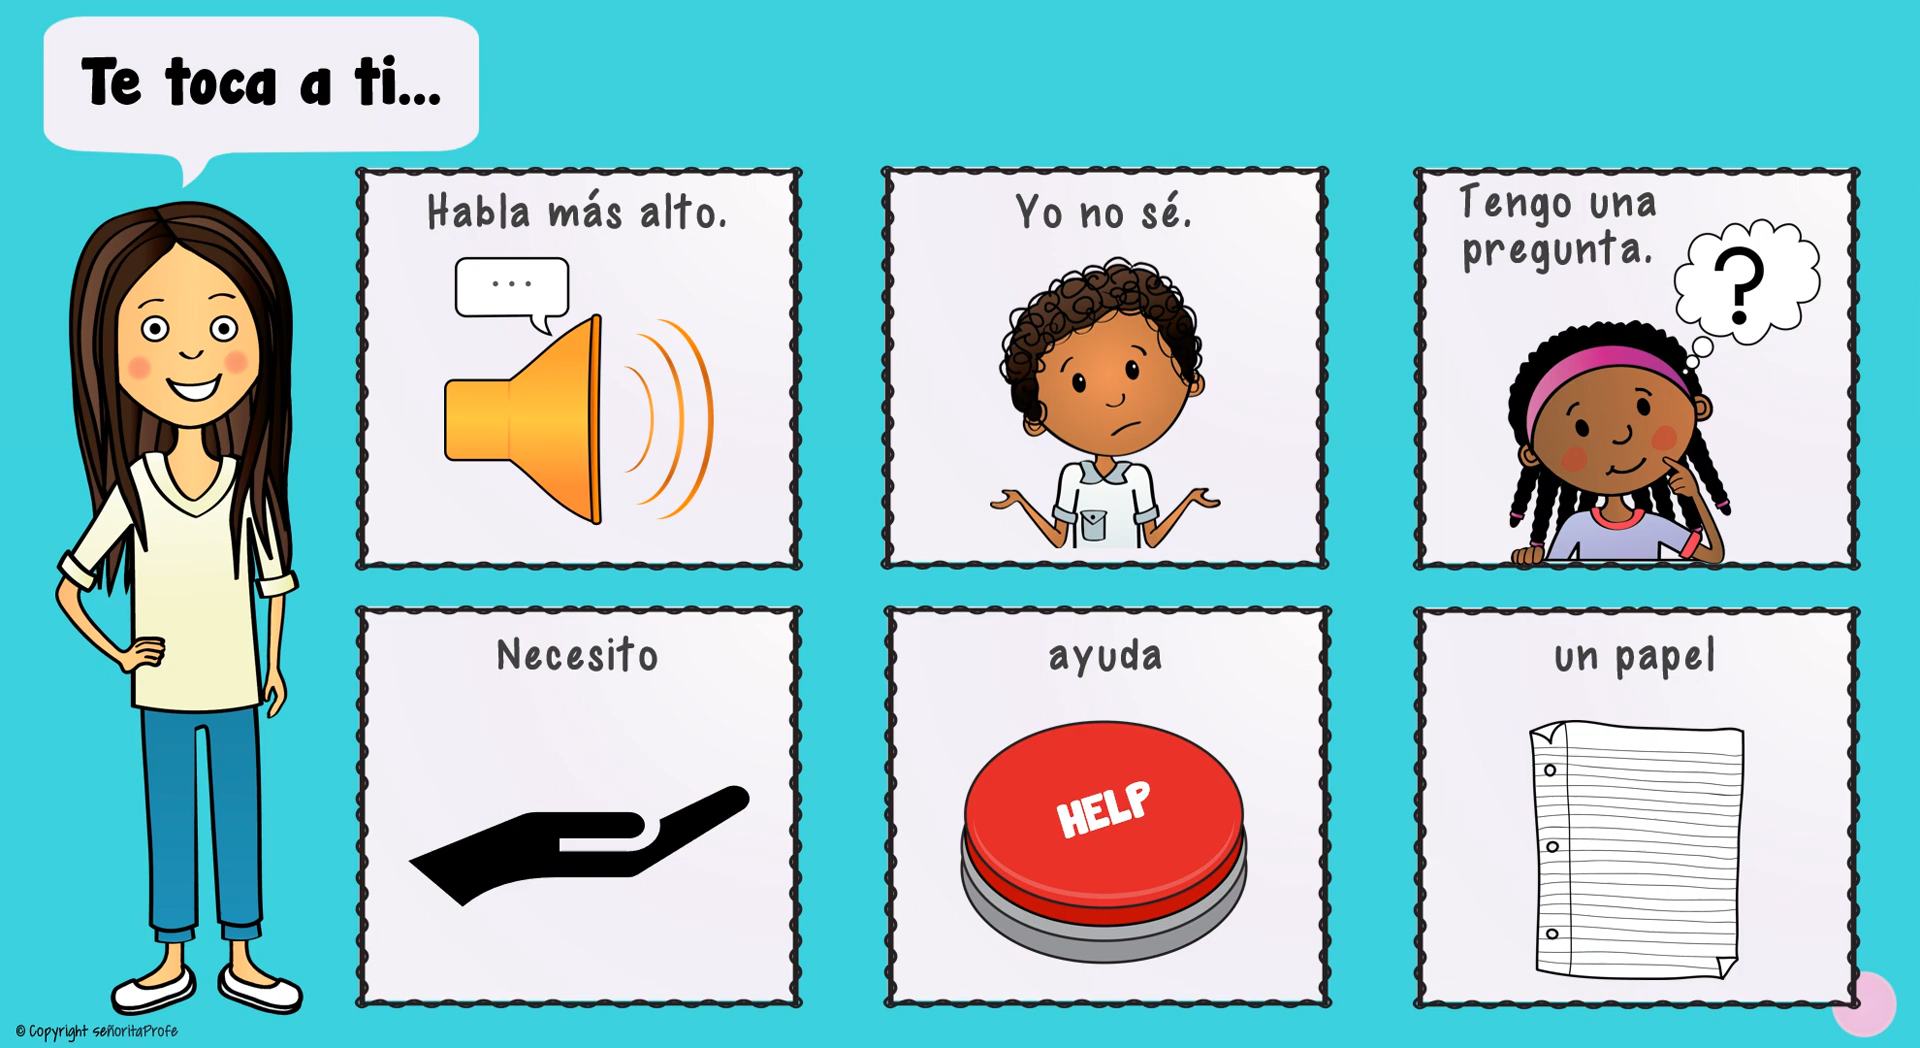 Te toca a ti...
Habla más alto.
...
Yo no sé.
Tengo una
pregunta.
?
Necesito
ayuda
HELP
un papel
© Copyright señoritaProfe